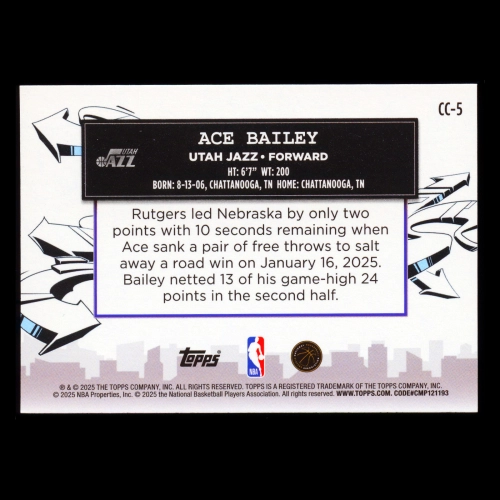 CC-5
UTAH
JAZZ
ACE BAILEY
UTAH JAZZ • FORWARD
HT: 6'7" WT: 200
BORN: 8-13-06, CHATTANOOGA, TN HOME: CHATTANOOGA, TN
Rutgers led Nebraska by only two
points with 10 seconds remaining when
Ace sank a pair of free throws to salt
away a road win on January 16, 2025.
Bailey netted 13 of his game-high 24
points in the second half.
Topps
NBA
® & © 2025 THE TOPPS COMPANY, INC. ALL RIGHTS RESERVED. TOPPS IS A REGISTERED TRADEMARK OF THE TOPPS COMPANY, INC.
© 2025 NBA Properties, Inc. © 2025 the National Basketball Players Association. All rights reserved. WWW.TOPPS.COM. CODE#CMP121193